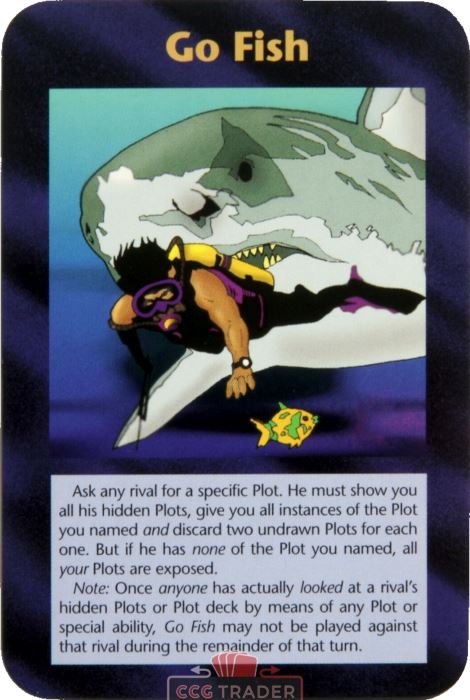 Go Fish
Ask any rival for a specific Plot. He must show you
all his hidden Plots, give you all instances of the Plot
you named and discard two undrawn Plots for each
one. But if he has none of the Plot you named, all
your Plots are exposed.
Note: Once anyone has actually looked at a rival's
hidden Plots or Plot deck by means of any Plot or
special ability, Go Fish may not be played against
that rival during the remainder of that turn.
CCG TRADER